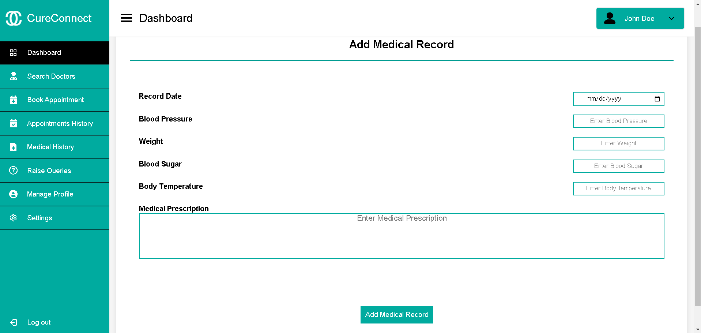 CureConnect
Dashboard
John Doe
Dashboard
Search Doctors
Book Appointment
Appointments History
Medical History
Raise Queries
Manage Profile
Settings
Log out
Add Medical Record
Record Date mm/dd/yyyy
Blood Pressure Enter Blood Pressure
Weight Enter Weight
Blood Sugar Enter Blood Sugar
Body Temperature Enter Body Temperature
Medical Prescription
Enter Medical Prescription
Add Medical Record